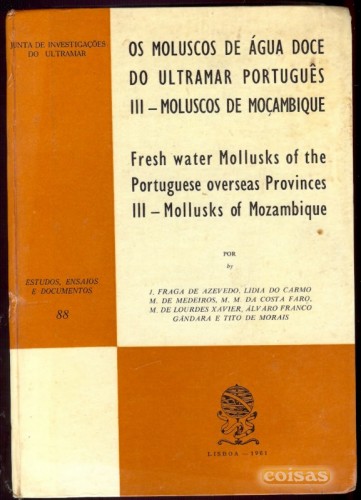 JUNTA DE INVESTIGAÇÕES
DO ULTRAMAR
OS MOLUSCOS DE ÁGUA DOCE
DO ULTRAMAR PORTUGUÊS
III – MOLUSCOS DE MOÇAMBIQUE
Fresh water Mollusks of the
Portuguese overseas Provinces
III – Mollusks of Mozambique
POR
by
J. FRAGA DE AZEVEDO, LIDIA DO CARMO
M. DE MEDEIROS, M. M. DA COSTA FARO,
M. DE LOURDES XAVIER, ÁLVARO FRANCO
GÂNDARA E TITO DE MORAIS
ESTUDOS, ENSAIOS
E DOCUMENTOS
88
LISBOA – 1961
coisas